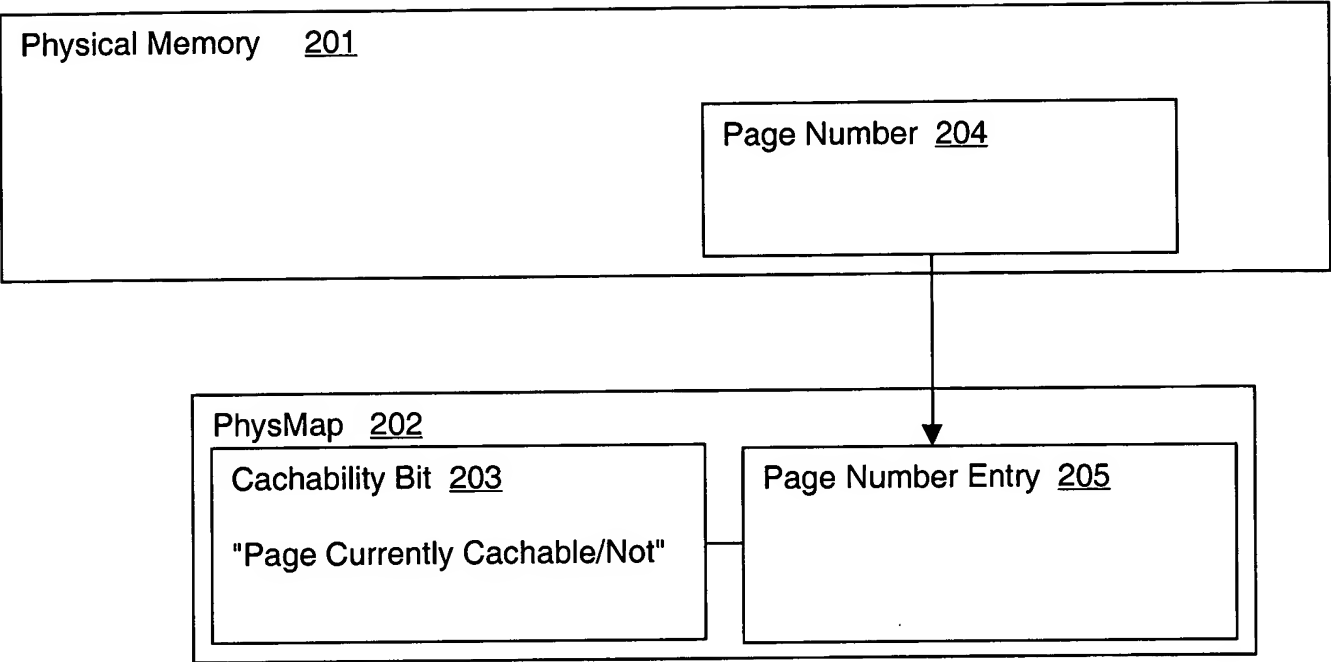 Physical Memory 201
Page Number 204
PhysMap 202
Cachability Bit 203
"Page Currently Cachable/Not"
Page Number Entry 205